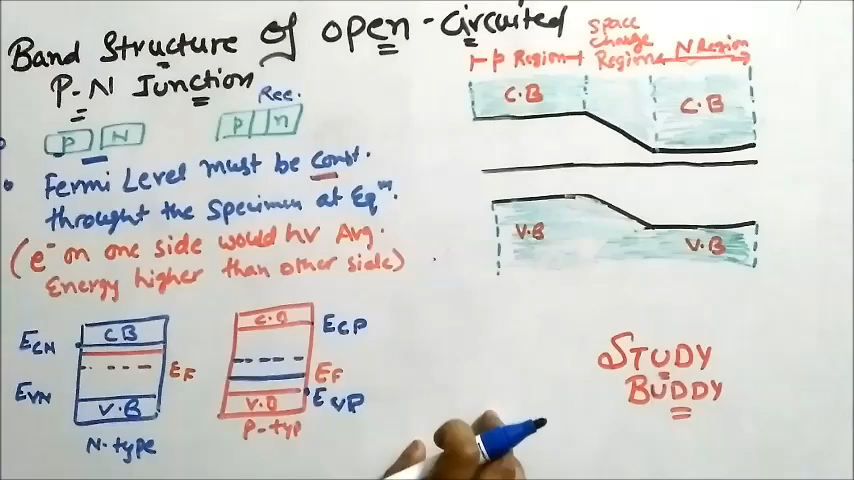 Band Structure Of open-circuited
P-N Junction
Rec.
P N
P n
Fermi Level must be const.
throught the specimen at Eqᵐ.
(e⁻ on one side would hv Avg.
Energy higher than other side)
ECN
CB
EF
EVN
V.B
N-type
C.B
ECP
EF
V.B
EVP
P-typ
P Region
Space
Charge
Region
N Region
C.B
C.B
V.B
V.B
STUDY
BUDDY